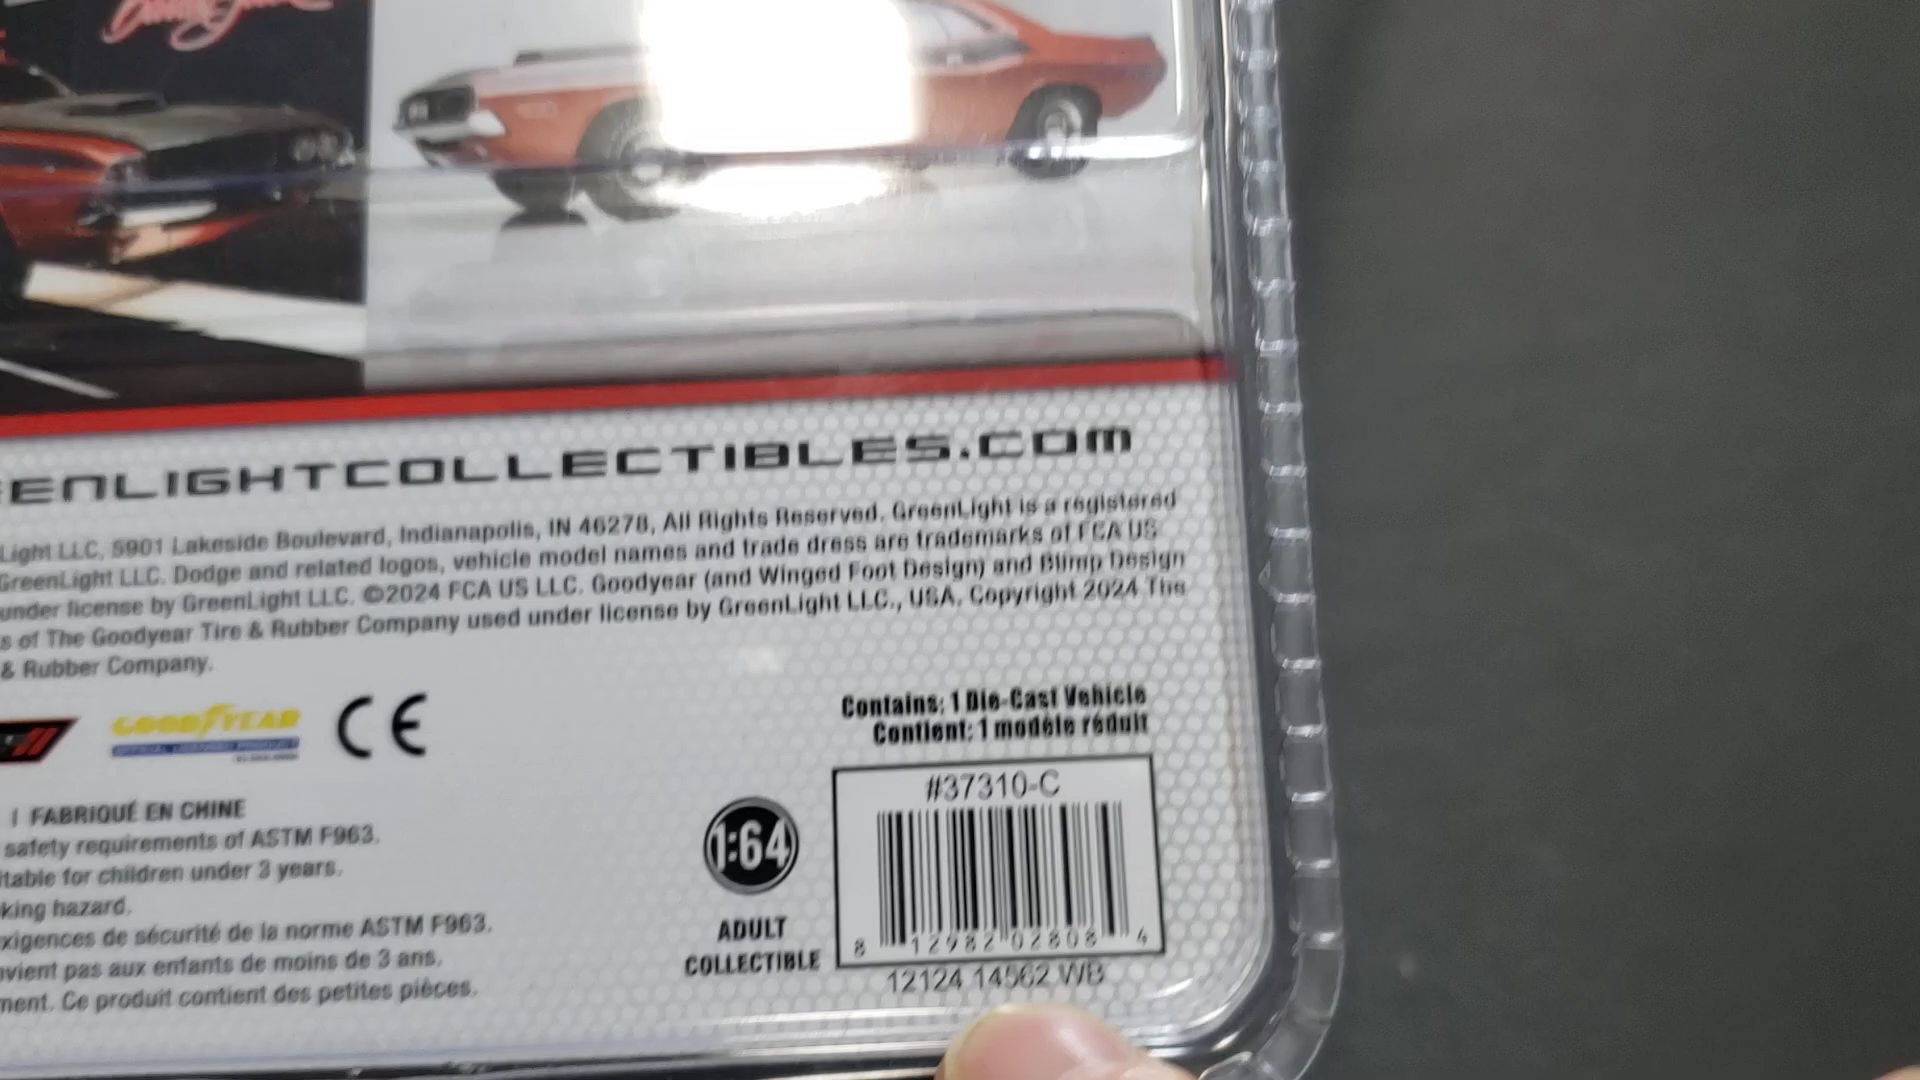 ENLIGHTCOLLECTIBLES.COM
Light LLC, 5901 Lakeside Boulevard, Indianapolis, IN 46278, All Rights Reserved. GreenLight is a registered
GreenLight LLC. Dodge and related logos, vehicle model names and trade dress are trademarks of FCA US
under license by GreenLight LLC. ©2024 FCA US LLC. Goodyear (and Winged Foot Design) and Blimp Design
s of The Goodyear Tire & Rubber Company used under license by GreenLight LLC., USA. Copyright 2024 The
& Rubber Company.
GOODYEAR
CE
Contains: 1 Die-Cast Vehicle
Contient: 1 modèle réduit
| FABRIQUÉ EN CHINE
safety requirements of ASTM F963.
itable for children under 3 years.
king hazard.
xigences de sécurité de la norme ASTM F963.
nvient pas aux enfants de moins de 3 ans.
ment. Ce produit contient des petites pièces.
1:64
ADULT
COLLECTIBLE
#37310-C
8 12982 02808 4
12124 14562 WB